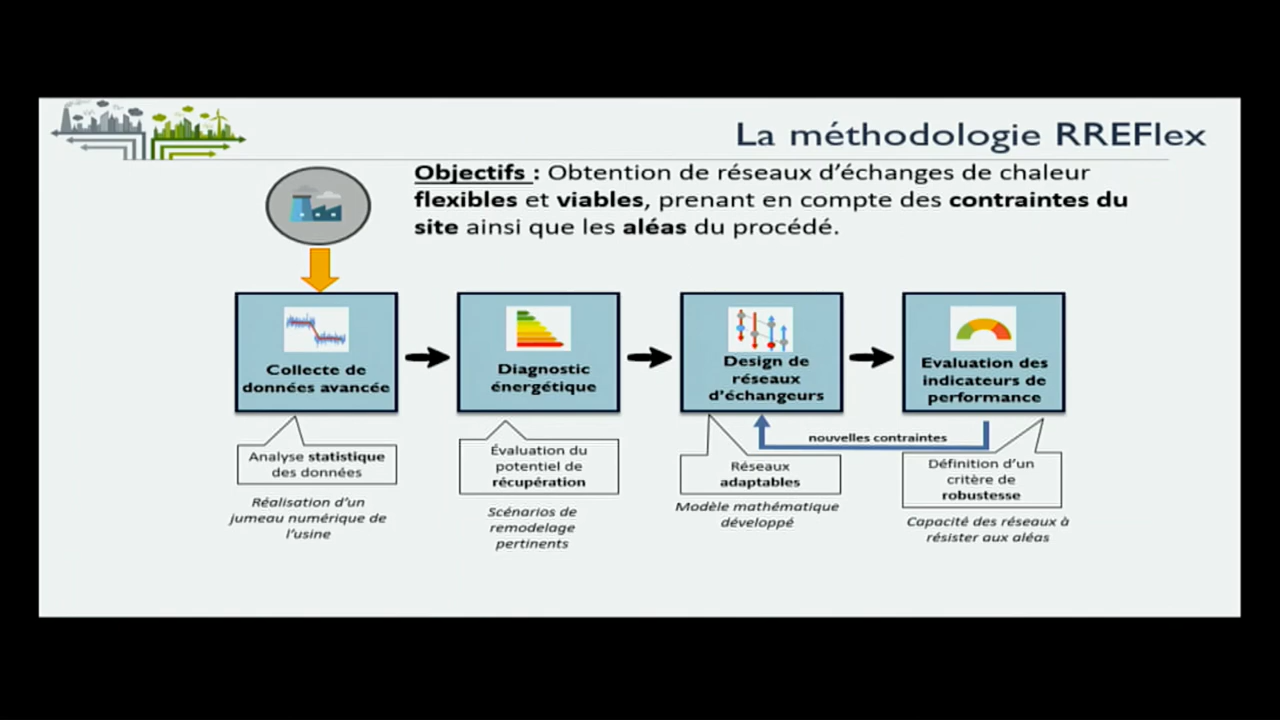 La méthodologie RREFlex
Objectifs : Obtention de réseaux d'échanges de chaleur
flexibles et viables, prenant en compte des contraintes du
site ainsi que les aléas du procédé.
Collecte de
données avancée
Diagnostic
énergétique
Design de
réseaux
d'échangeurs
Evaluation des
indicateurs de
performance
nouvelles contraintes
Analyse statistique
des données
Réalisation d'un
jumeau numérique de
l'usine
Évaluation du
potentiel de
récupération
Scénarios de
remodelage
pertinents
Réseaux
adaptables
Modèle mathématique
développé
Définition d'un
critère de
robustesse
Capacité des réseaux à
résister aux aléas